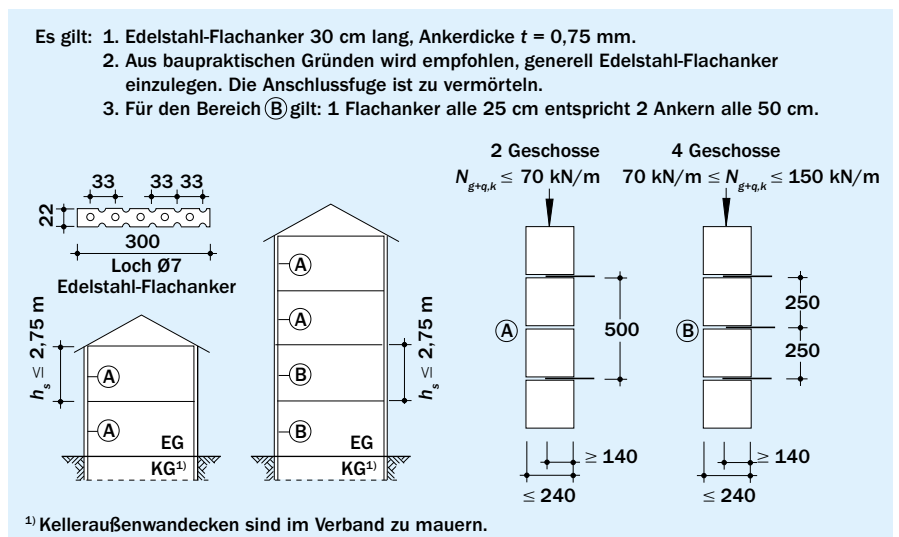 Es gilt: 1. Edelstahl-Flachanker 30 cm lang, Ankerdicke t = 0,75 mm.
2. Aus baupraktischen Gründen wird empfohlen, generell Edelstahl-Flachanker
einzulegen. Die Anschlussfuge ist zu vermörteln.
3. Für den Bereich Ⓑ gilt: 1 Flachanker alle 25 cm entspricht 2 Ankern alle 50 cm.
33 33 33
22
300
Loch Ø7
Edelstahl-Flachanker
hs ≤ 2,75 m
A
A
EG
KG¹⁾
A
A
B
B
EG
KG¹⁾
hs ≤ 2,75 m
2 Geschosse
Ng+q,k ≤ 70 kN/m
A
500
≥ 140
≤ 240
4 Geschosse
70 kN/m ≤ Ng+q,k ≤ 150 kN/m
B
250
250
≥ 140
≤ 240
¹⁾ Kelleraußenwandecken sind im Verband zu mauern.